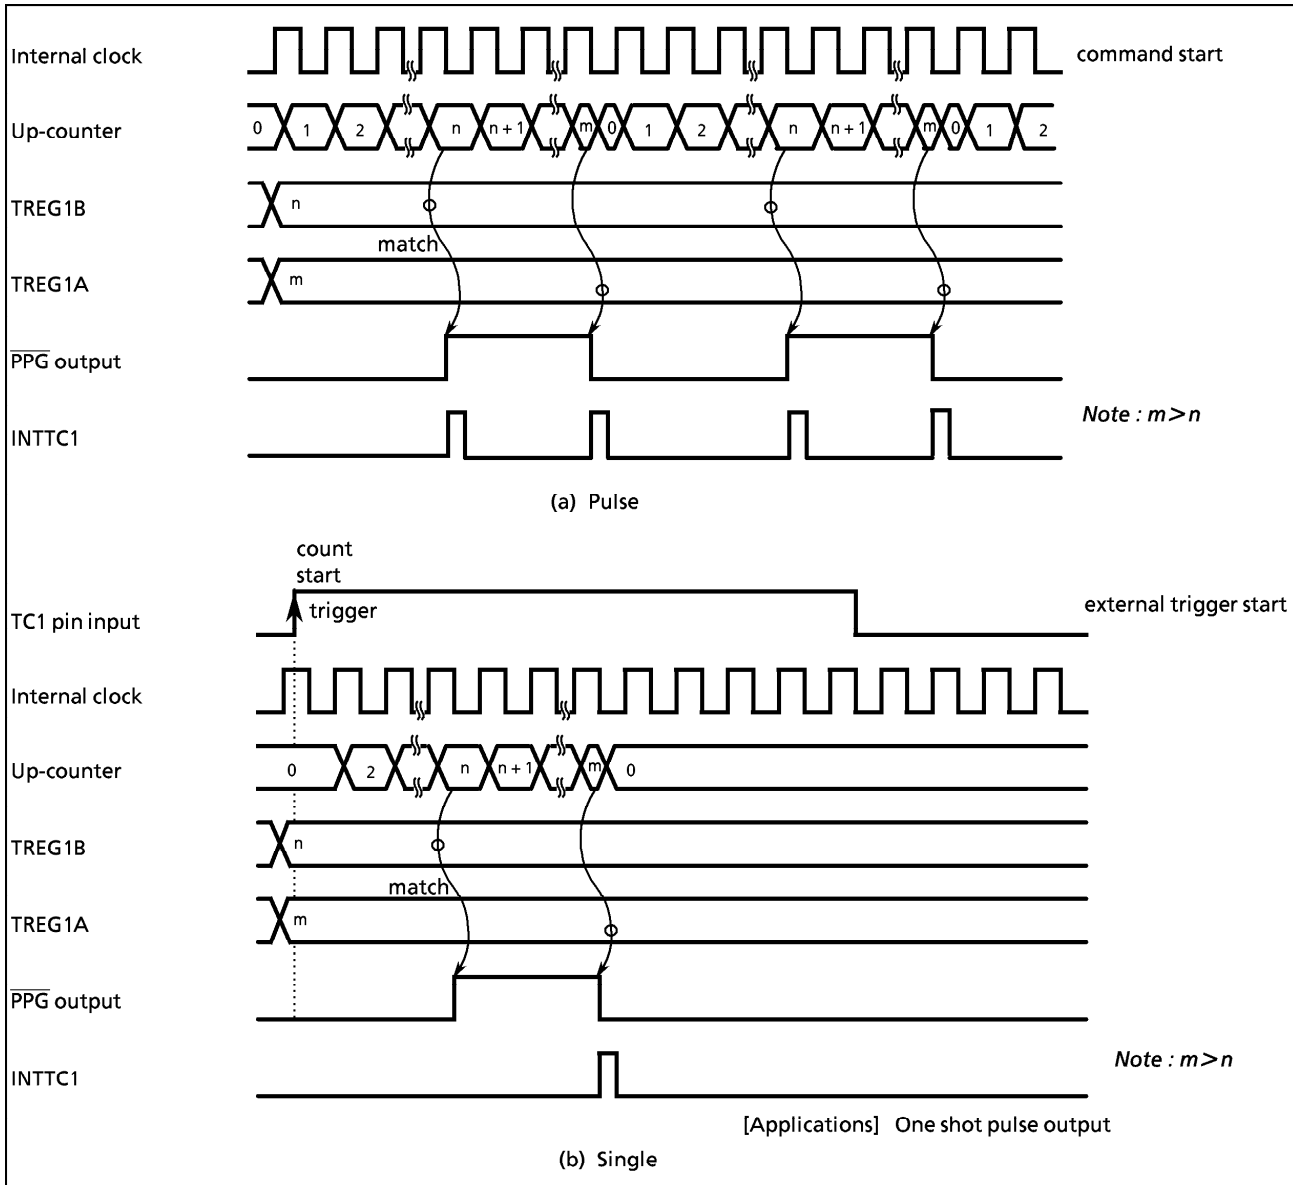 Internal clock
command start
Up-counter 0 1 2 n n+1 m 0 1 2 n n+1 m 0 1 2
TREG1B n
match
TREG1A m
PPG output
Note : m>n
INTTC1
(a) Pulse
count
start
trigger
TC1 pin input
external trigger start
Internal clock
Up-counter 0 2 n n+1 m 0
TREG1B n
match
TREG1A m
PPG output
Note : m>n
INTTC1
[Applications] One shot pulse output
(b) Single